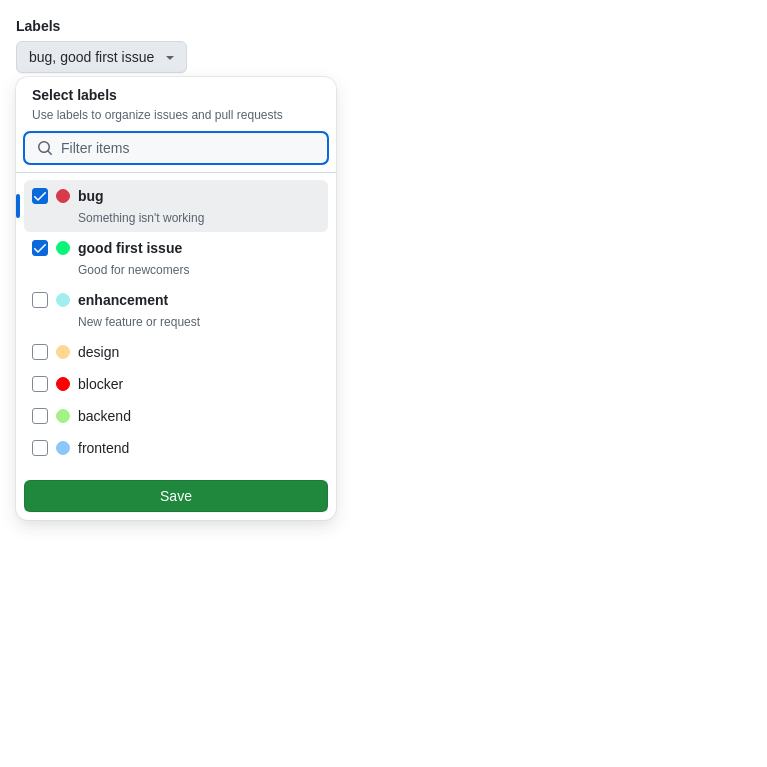 Labels
bug, good first issue
Select labels
Use labels to organize issues and pull requests
Filter items
bug
Something isn't working
good first issue
Good for newcomers
enhancement
New feature or request
design
blocker
backend
frontend
Save